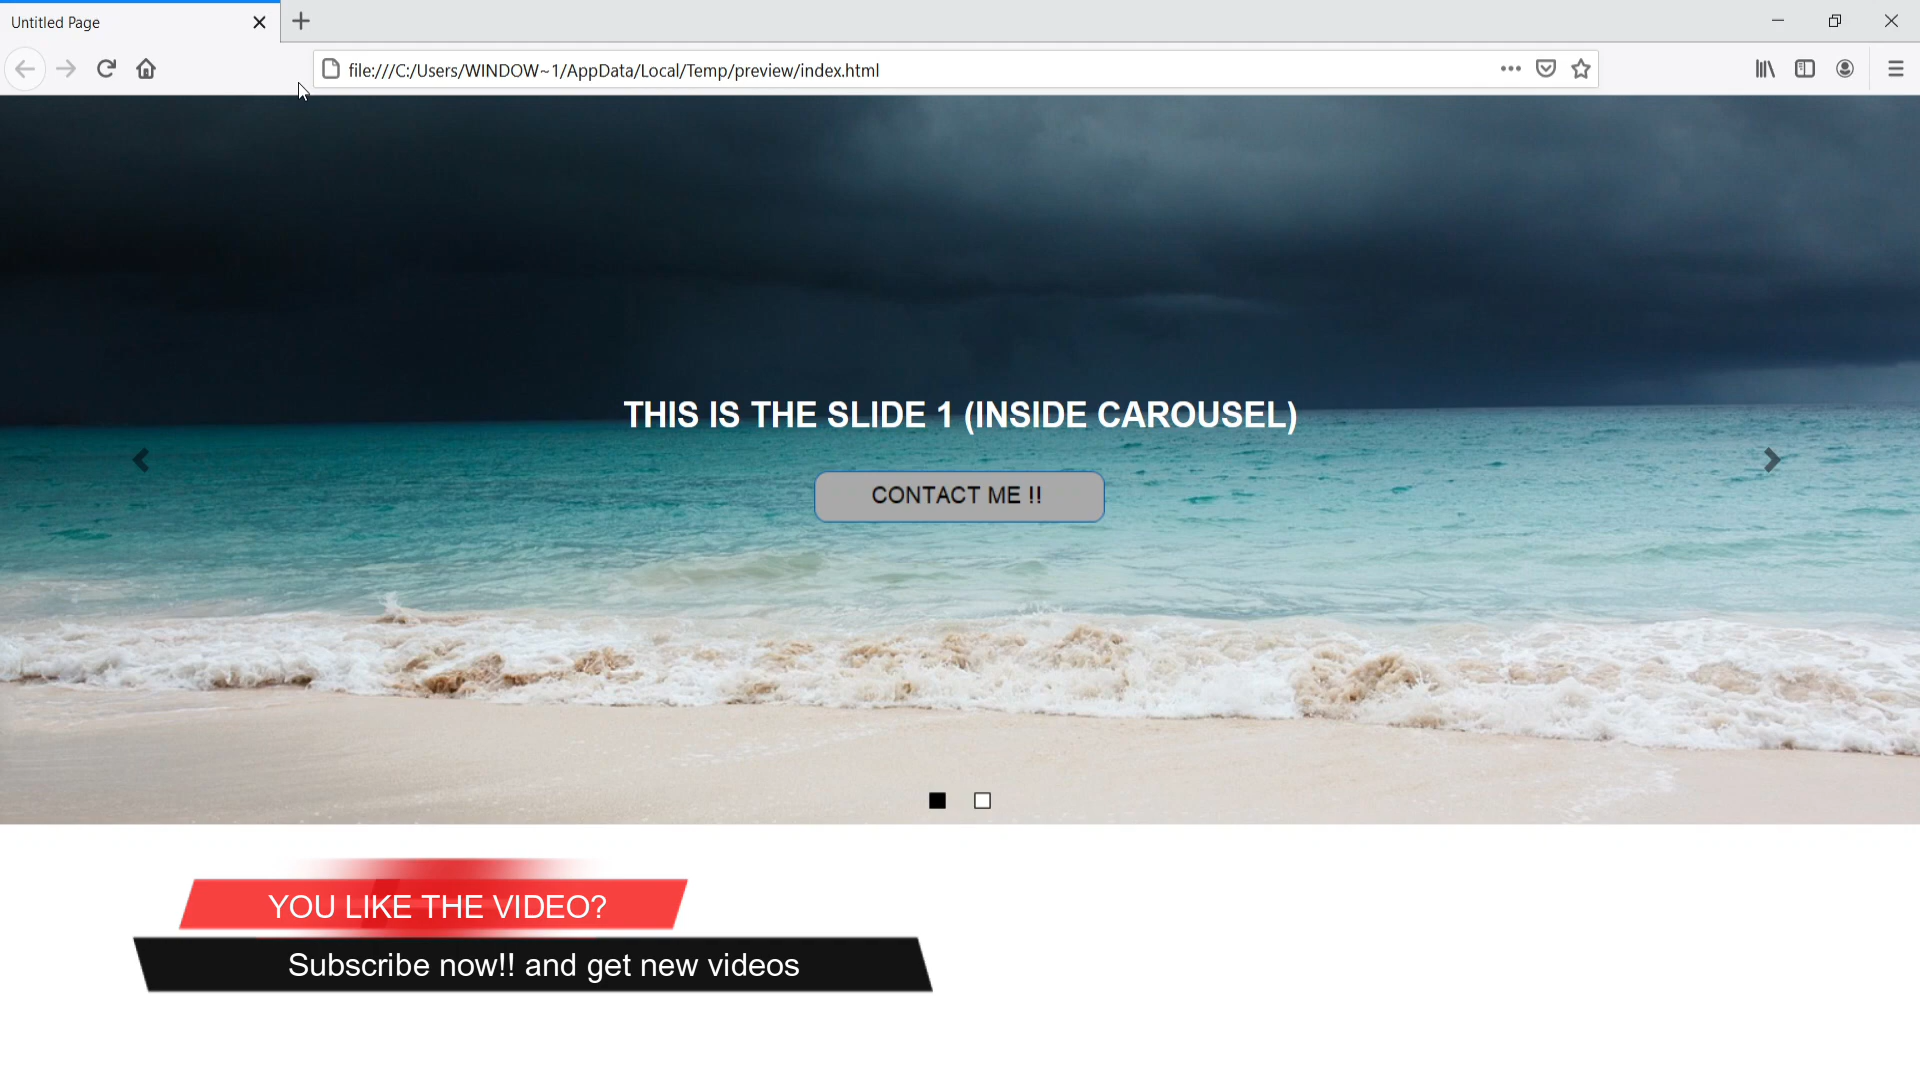 Untitled Page
file:///C:/Users/WINDOW~1/AppData/Local/Temp/preview/index.html
THIS IS THE SLIDE 1 (INSIDE CAROUSEL)
CONTACT ME !!
YOU LIKE THE VIDEO?
Subscribe now!! and get new videos